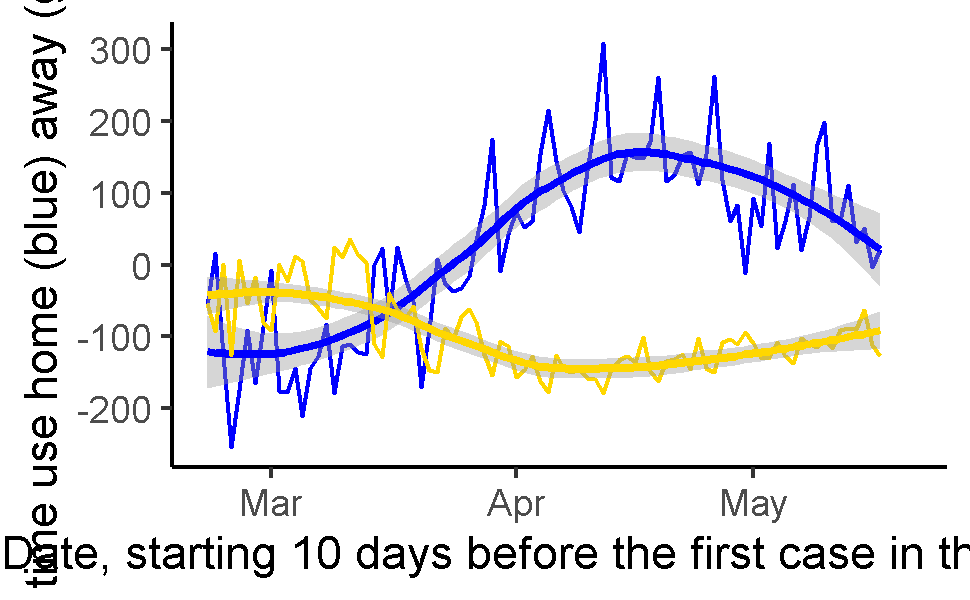 time use home (blue) away (
300
200
100
0
-100
-200
Mar Apr May
Date, starting 10 days before the first case in th